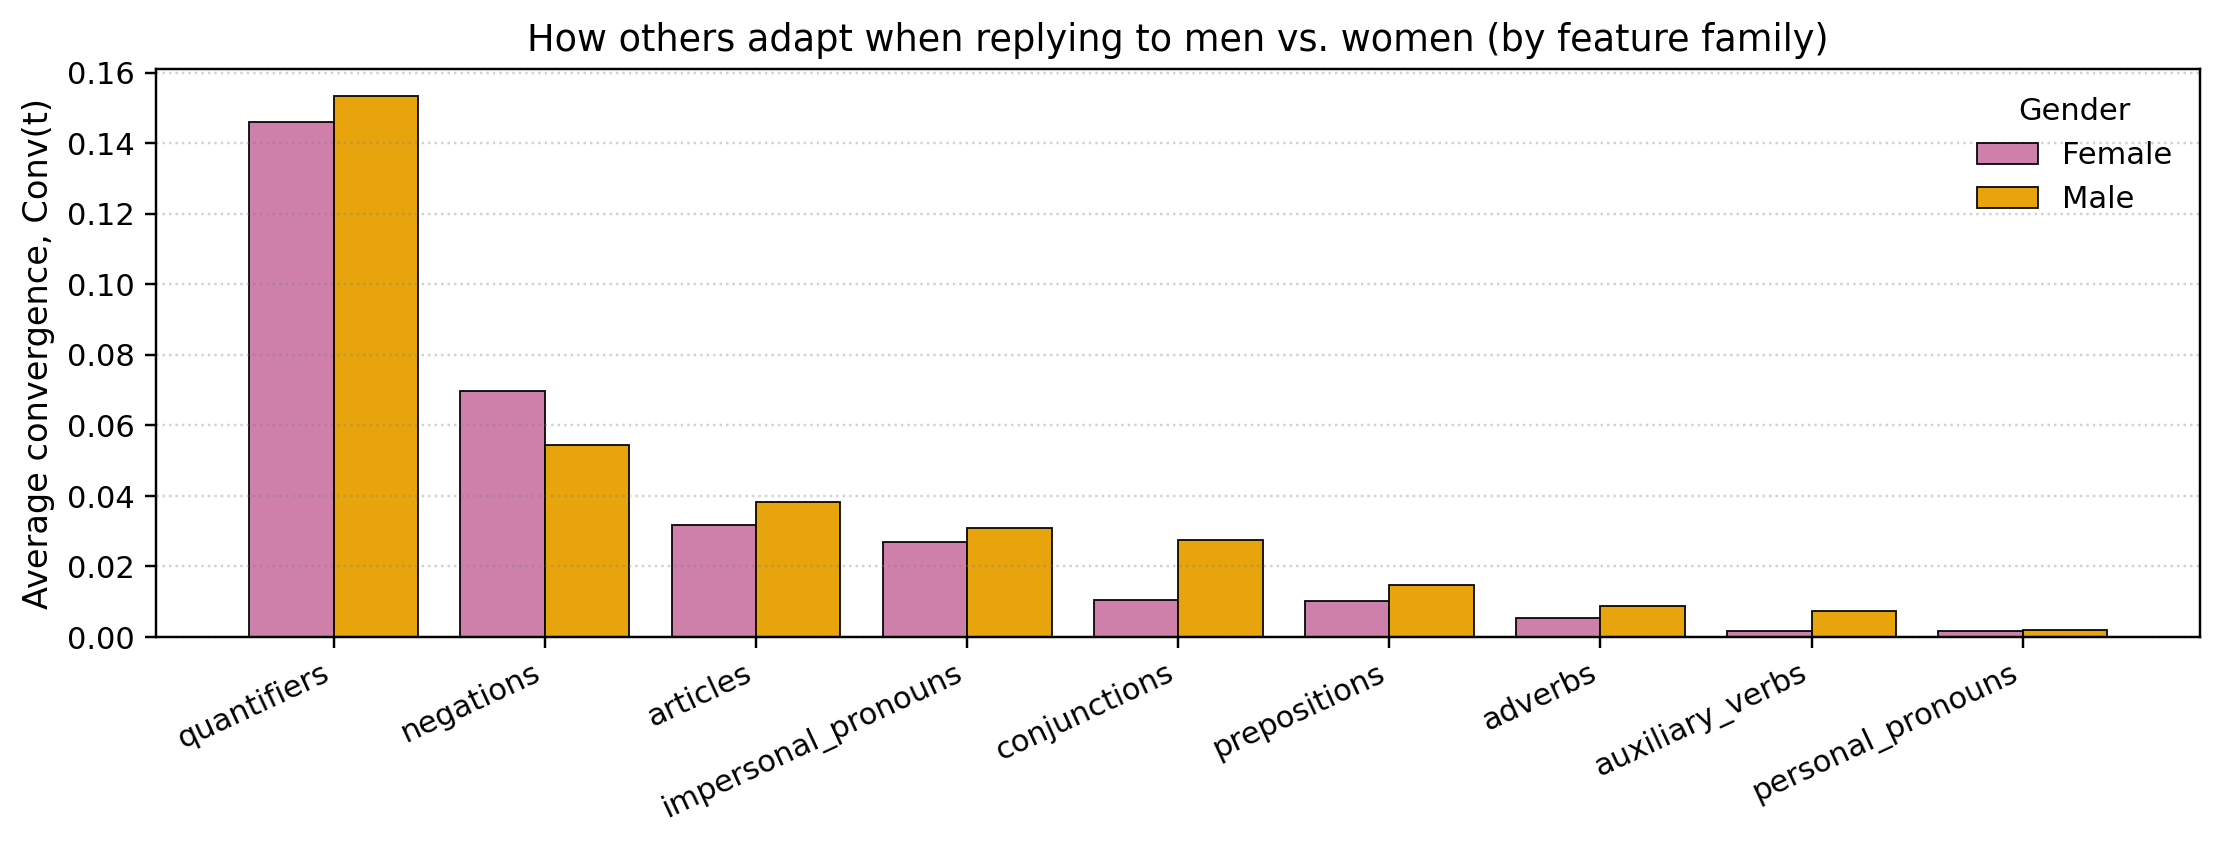 How others adapt when replying to men vs. women (by feature family)
Average convergence, Conv(t)
0.16
0.14
0.12
0.10
0.08
0.06
0.04
0.02
0.00
Gender
Female
Male
quantifiers
negations
articles
impersonal_pronouns
conjunctions
prepositions
adverbs
auxiliary_verbs
personal_pronouns